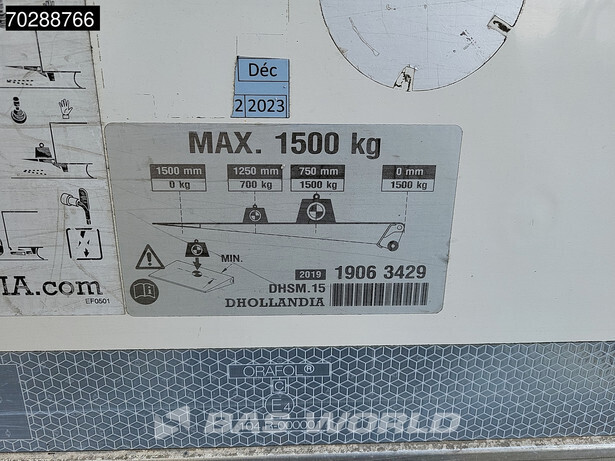 70288766
Déc
2 2023
MAX. 1500 kg
1500 mm 1250 mm 750 mm 0 mm
0 kg 700 kg 1500 kg 1500 kg
MIN.
2019 1906 3429
DHSM.15
DHOLLANDIA
IA.com
EF0501
ORAFOL®
C
E4
BAS WORLD